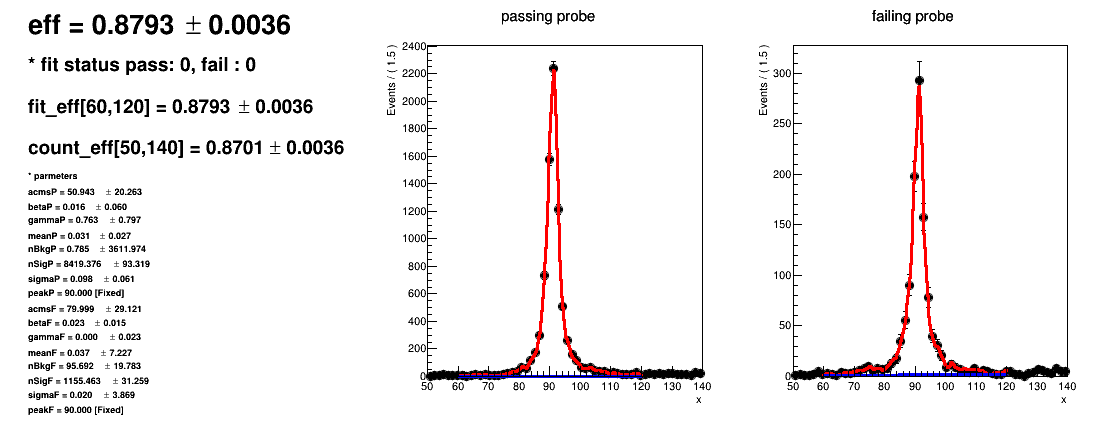 eff = 0.8793 ± 0.0036
* fit status pass: 0, fail : 0
fit_eff[60,120] = 0.8793 ± 0.0036
count_eff[50,140] = 0.8701 ± 0.0036
* parmeters
acmsP = 50.943 ± 20.263
betaP = 0.016 ± 0.060
gammaP = 0.763 ± 0.797
meanP = 0.031 ± 0.027
nBkgP = 0.785 ± 3611.974
nSigP = 8419.376 ± 93.319
sigmaP = 0.098 ± 0.061
peakP = 90.000 [Fixed]
acmsF = 79.999 ± 29.121
betaF = 0.023 ± 0.015
gammaF = 0.000 ± 0.023
meanF = 0.037 ± 7.227
nBkgF = 95.692 ± 19.783
nSigF = 1155.463 ± 31.259
sigmaF = 0.020 ± 3.869
peakF = 90.000 [Fixed]
passing probe
Events / ( 1.5 )
2400
2200
2000
1800
1600
1400
1200
1000
800
600
400
200
0
50 60 70 80 90 100 110 120 130 140
x
failing probe
Events / ( 1.5 )
300
250
200
150
100
50
0
50 60 70 80 90 100 110 120 130 140
x